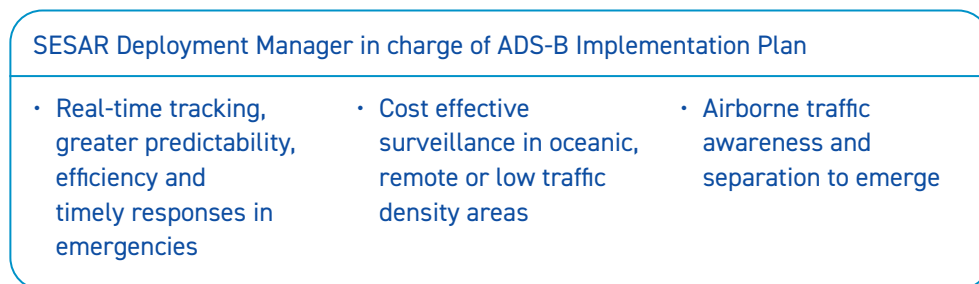 SESAR Deployment Manager in charge of ADS-B Implementation Plan
• Real-time tracking,
greater predictability,
efficiency and
timely responses in
emergencies
• Cost effective
surveillance in oceanic,
remote or low traffic
density areas
• Airborne traffic
awareness and
separation to emerge